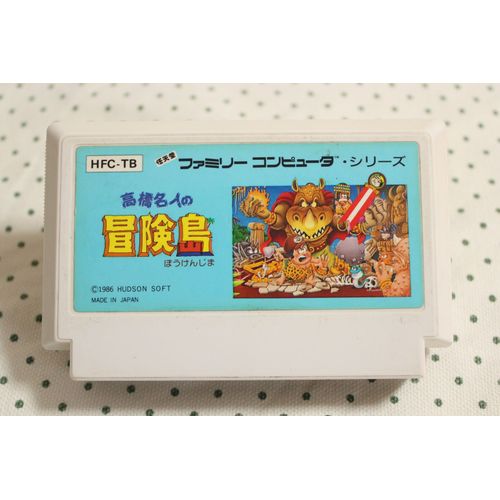 HFC-TB
任天堂 ファミリー コンピュータ™・シリーズ
高橋名人の
冒険島
ぼうけんじま
©1986 HUDSON SOFT
MADE IN JAPAN